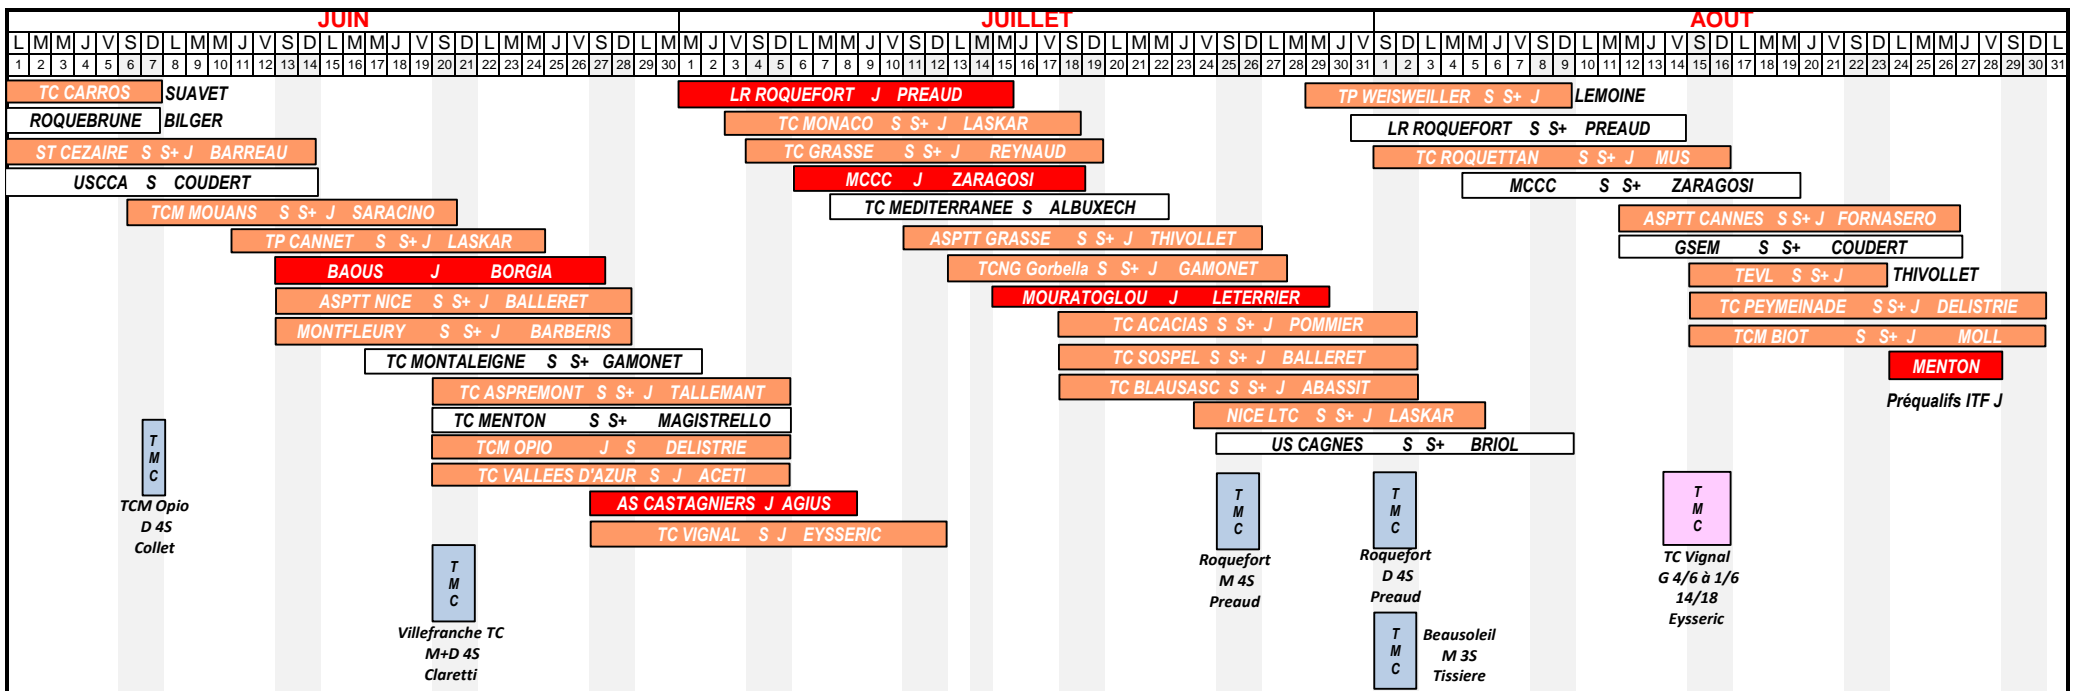 JUIN JUILLET AOUT
L M M J V S D L M M J V S D L M M J V S D L M M J V S D L M M J V S D L M M J V S D L M M J V S D L M M J V S D L M M J V S D L M M J V S D L M M J V S D L M M J V S D L M M J V S D L
1 2 3 4 5 6 7 8 9 10 11 12 13 14 15 16 17 18 19 20 21 22 23 24 25 26 27 28 29 30 1 2 3 4 5 6 7 8 9 10 11 12 13 14 15 16 17 18 19 20 21 22 23 24 25 26 27 28 29 30 31 1 2 3 4 5 6 7 8 9 10 11 12 13 14 15 16 17 18 19 20 21 22 23 24 25 26 27 28 29 30 31
TC CARROS SUAVET
ROQUEBRUNE BILGER
ST CEZAIRE S S+ J BARREAU
USCCA S COUDERT
TCM MOUANS S S+ J SARACINO
TP CANNET S S+ J LASKAR
BAOUS J BORGIA
ASPTT NICE S S+ J BALLERET
MONTFLEURY S S+ J BARBERIS
TC MONTALEIGNE S S+ GAMONET
TC ASPREMONT S S+ J TALLEMANT
TC MENTON S S+ MAGISTRELLO
TCM OPIO J S DELISTRIE
TC VALLEES D'AZUR S J ACETI
AS CASTAGNIERS J AGIUS
TC VIGNAL S J EYSSERIC
T
M
C
TCM Opio
D 4S
Collet
T
M
C
Villefranche TC
M+D 4S
Claretti
LR ROQUEFORT J PREAUD
TC MONACO S S+ J LASKAR
TC GRASSE S S+ J REYNAUD
MCCC J ZARAGOSI
TC MEDITERRANEE S ALBUXECH
ASPTT GRASSE S S+ J THIVOLLET
TCNG Gorbella S S+ J GAMONET
MOURATOGLOU J LETERRIER
TC ACACIAS S S+ J POMMIER
TC SOSPEL S S+ J BALLERET
TC BLAUSASC S S+ J ABASSIT
NICE LTC S S+ J LASKAR
US CAGNES S S+ BRIOL
T
M
C
Roquefort
M 4S
Preaud
T
M
C
Roquefort
D 4S
Preaud
T
M
C
Beausoleil
M 3S
Tissiere
TP WEISWEILLER S S+ J LEMOINE
LR ROQUEFORT S S+ PREAUD
TC ROQUETTAN S S+ J MUS
MCCC S S+ ZARAGOSI
ASPTT CANNES S S+ J FORNASERO
GSEM S S+ COUDERT
TEVL S S+ J THIVOLLET
TC PEYMEINADE S S+ J DELISTRIE
TCM BIOT S S+ J MOLL
MENTON
Préqualifs ITF J
T
M
C
TC Vignal
G 4/6 à 1/6
14/18
Eysseric